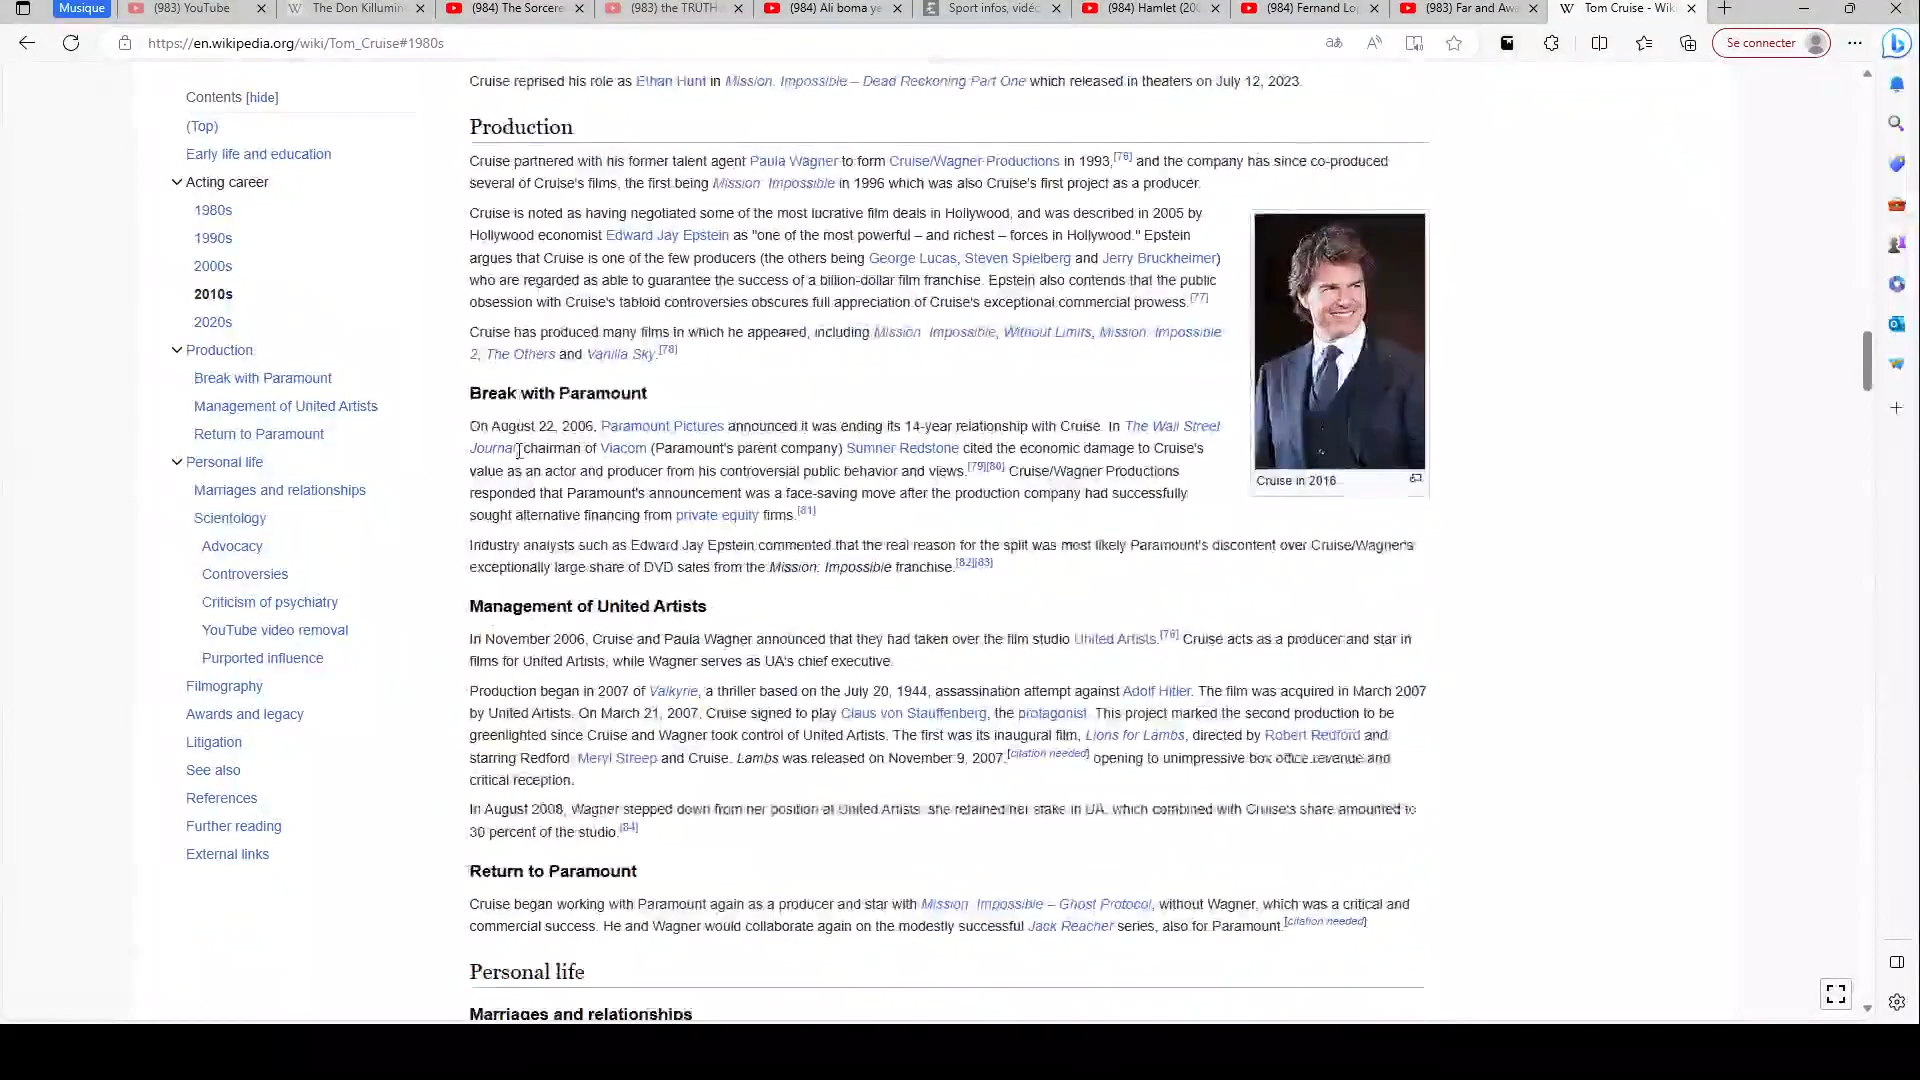 Musique
(983) YouTube
The Don Killumin
(984) The Sorcere
(983) the TRUTH
(984) Ali boma ye
Sport infos, vidéo
(984) Hamlet (200
(984) Fernand Lo
(983) Far and Awa
Tom Cruise - Wiki
https://en.wikipedia.org/wiki/Tom_Cruise#1980s
Se connecter
Contents [hide]
(Top)
Early life and education
Acting career
1980s
1990s
2000s
2010s
2020s
Production
Break with Paramount
Management of United Artists
Return to Paramount
Personal life
Marriages and relationships
Scientology
Advocacy
Controversies
Criticism of psychiatry
YouTube video removal
Purported influence
Filmography
Awards and legacy
Litigation
See also
References
Further reading
External links
Cruise reprised his role as Ethan Hunt in Mission: Impossible – Dead Reckoning Part One which released in theaters on July 12, 2023.
Production
Cruise partnered with his former talent agent Paula Wagner to form Cruise/Wagner Productions in 1993,[76] and the company has since co-produced
several of Cruise's films, the first being Mission: Impossible in 1996 which was also Cruise's first project as a producer.
Cruise is noted as having negotiated some of the most lucrative film deals in Hollywood, and was described in 2005 by
Hollywood economist Edward Jay Epstein as "one of the most powerful – and richest – forces in Hollywood." Epstein
argues that Cruise is one of the few producers (the others being George Lucas, Steven Spielberg and Jerry Bruckheimer)
who are regarded as able to guarantee the success of a billion-dollar film franchise. Epstein also contends that the public
obsession with Cruise's tabloid controversies obscures full appreciation of Cruise's exceptional commercial prowess.[77]
Cruise has produced many films in which he appeared, including Mission: Impossible, Without Limits, Mission: Impossible
2, The Others and Vanilla Sky.[78]
Cruise in 2016
Break with Paramount
On August 22, 2006, Paramount Pictures announced it was ending its 14-year relationship with Cruise. In The Wall Street
Journal, chairman of Viacom (Paramount's parent company) Sumner Redstone cited the economic damage to Cruise's
value as an actor and producer from his controversial public behavior and views.[79][80] Cruise/Wagner Productions
responded that Paramount's announcement was a face-saving move after the production company had successfully
sought alternative financing from private equity firms.[81]
Industry analysts such as Edward Jay Epstein commented that the real reason for the split was most likely Paramount's discontent over Cruise/Wagner's
exceptionally large share of DVD sales from the Mission: Impossible franchise.[82][83]
Management of United Artists
In November 2006, Cruise and Paula Wagner announced that they had taken over the film studio United Artists.[76] Cruise acts as a producer and star in
films for United Artists, while Wagner serves as UA's chief executive.
Production began in 2007 of Valkyrie, a thriller based on the July 20, 1944, assassination attempt against Adolf Hitler. The film was acquired in March 2007
by United Artists. On March 21, 2007, Cruise signed to play Claus von Stauffenberg, the protagonist. This project marked the second production to be
greenlighted since Cruise and Wagner took control of United Artists. The first was its inaugural film, Lions for Lambs, directed by Robert Redford and
starring Redford, Meryl Streep and Cruise. Lambs was released on November 9, 2007,[citation needed] opening to unimpressive box office revenue and
critical reception.
In August 2008, Wagner stepped down from her position at United Artists; she retained her stake in UA, which combined with Cruise's share amounted to
30 percent of the studio.[84]
Return to Paramount
Cruise began working with Paramount again as a producer and star with Mission: Impossible – Ghost Protocol, without Wagner, which was a critical and
commercial success. He and Wagner would collaborate again on the modestly successful Jack Reacher series, also for Paramount.[citation needed]
Personal life
Marriages and relationships